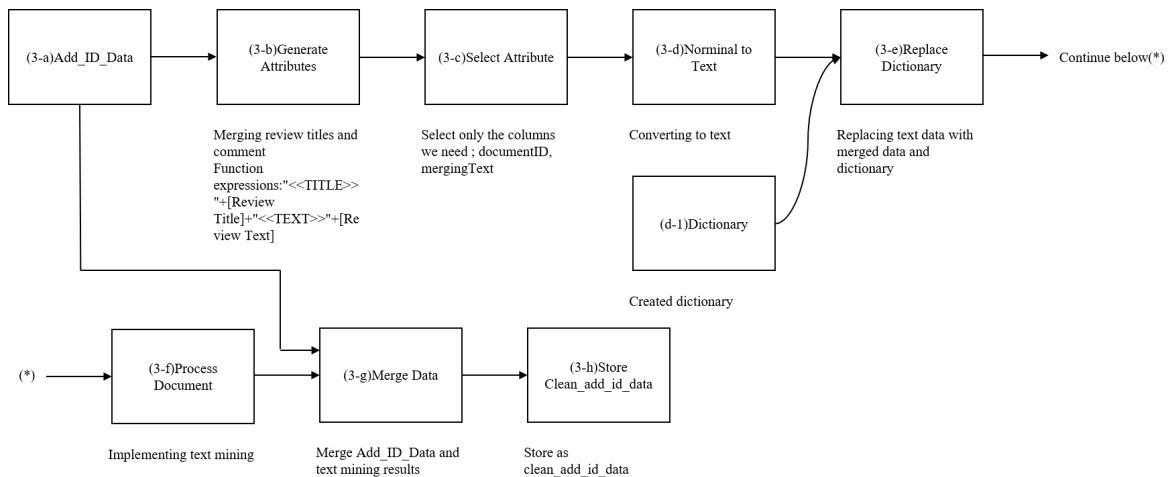 (3-a)Add_ID_Data
(3-b)Generate
Attributes
(3-c)Select Attribute
(3-d)Norminal to
Text
(3-e)Replace
Dictionary
Continue below(*)
Merging review titles and
comment
Function
expressions:"<<TITLE>>
"+[Review
Title]+"<<TEXT>>"+[Re
view Text]
Select only the columns
we need ; documentID,
mergingText
Converting to text
Replacing text data with
merged data and
dictionary
(d-1)Dictionary
Created dictionary
(*)
(3-f)Process
Document
(3-g)Merge Data
(3-h)Store
Clean_add_id_data
Implementing text mining
Merge Add_ID_Data and
text mining results
Store as
clean_add_id_data